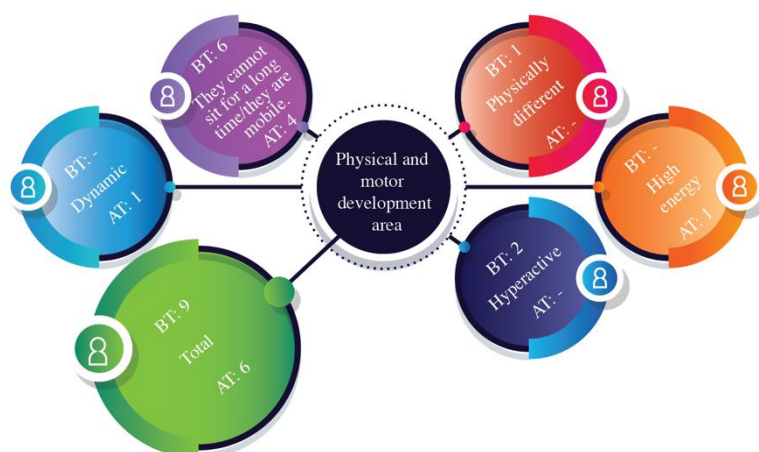 BT: 6
They cannot
sit for a long
time/they are
mobile.
AT: 4
BT: 1
Physically
different
AT: -
BT: -
Dynamic
AT: 1
Physical and
motor
development
area
BT: -
High
energy
AT: 1
BT: 2
Hyperactive
AT: -
BT: 9
Total
AT: 6